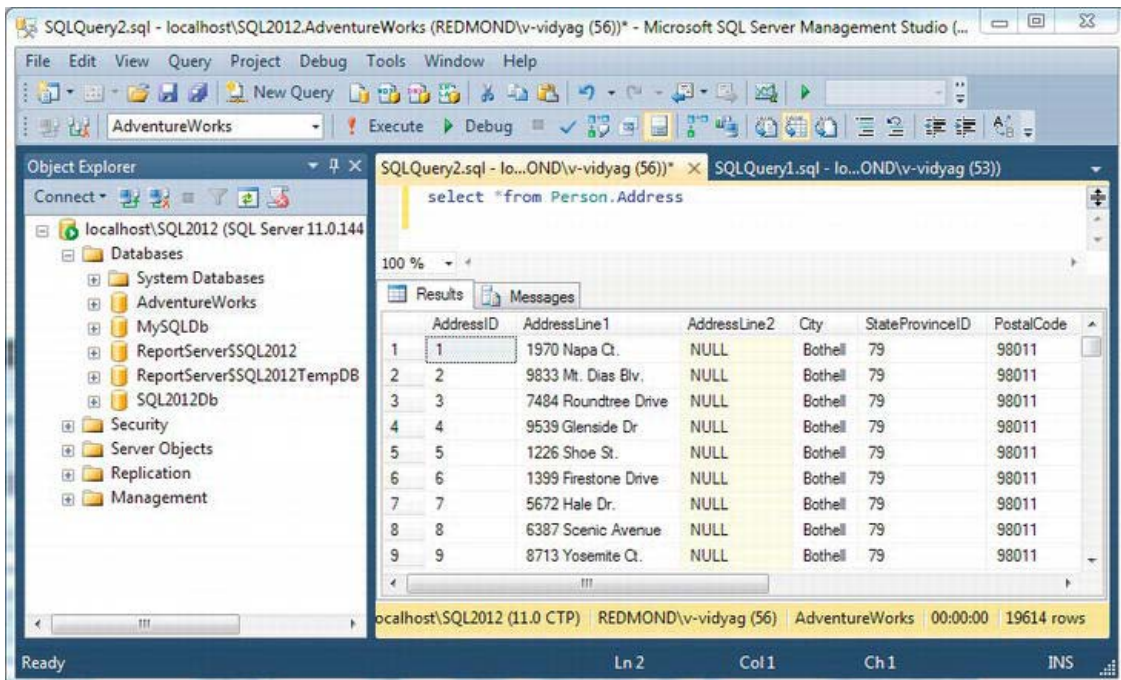 SQLQuery2.sql - localhost\SQL2012.AdventureWorks (REDMOND\v-vidyag (56))* - Microsoft SQL Server Management Studio (...
File Edit View Query Project Debug Tools Window Help
New Query
AdventureWorks Execute Debug
Object Explorer
Connect
localhost\SQL2012 (SQL Server 11.0.144
Databases
System Databases
AdventureWorks
MySQLDb
ReportServer$SQL2012
ReportServer$SQL2012TempDB
SQL2012Db
Security
Server Objects
Replication
Management
SQLQuery2.sql - lo...OND\v-vidyag (56))* SQLQuery1.sql - lo...OND\v-vidyag (53))
select *from Person.Address
100 %
Results Messages
AddressID AddressLine1 AddressLine2 City StateProvinceID PostalCode
1 1 1970 Napa Ct. NULL Bothell 79 98011
2 2 9833 Mt. Dias Blv. NULL Bothell 79 98011
3 3 7484 Roundtree Drive NULL Bothell 79 98011
4 4 9539 Glenside Dr NULL Bothell 79 98011
5 5 1226 Shoe St. NULL Bothell 79 98011
6 6 1399 Firestone Drive NULL Bothell 79 98011
7 7 5672 Hale Dr. NULL Bothell 79 98011
8 8 6387 Scenic Avenue NULL Bothell 79 98011
9 9 8713 Yosemite Ct. NULL Bothell 79 98011
ocalhost\SQL2012 (11.0 CTP) REDMOND\v-vidyag (56) AdventureWorks 00:00:00 19614 rows
Ready Ln 2 Col 1 Ch 1 INS